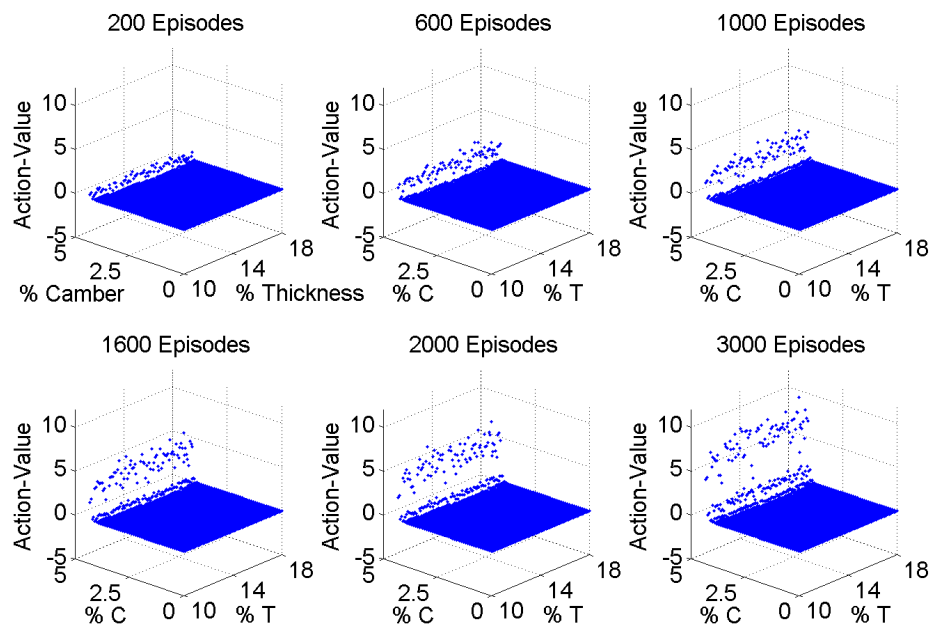 200 Episodes
600 Episodes
1000 Episodes
Action-Value
10
5
0
-5
5
2.5
0
% Camber
10
14
18
% Thickness
Action-Value
10
5
0
-5
5
2.5
0
% C
10
14
18
% T
Action-Value
10
5
0
-5
5
2.5
0
% C
10
14
18
% T
1600 Episodes
2000 Episodes
3000 Episodes
Action-Value
10
5
0
-5
5
2.5
0
% C
10
14
18
% T
Action-Value
10
5
0
-5
5
2.5
0
% C
10
14
18
% T
Action-Value
10
5
0
-5
5
2.5
0
% C
10
14
18
% T